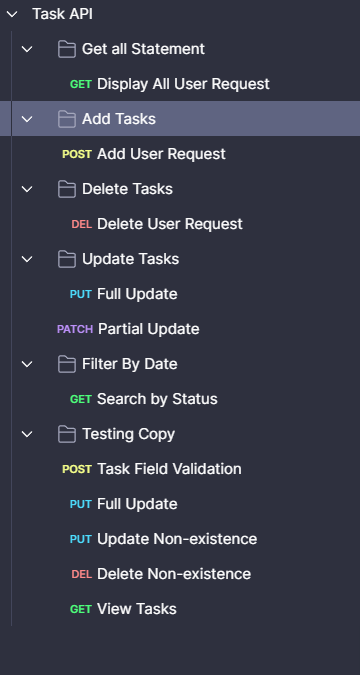 Task API
Get all Statement
GET Display All User Request
Add Tasks
POST Add User Request
Delete Tasks
DEL Delete User Request
Update Tasks
PUT Full Update
PATCH Partial Update
Filter By Date
GET Search by Status
Testing Copy
POST Task Field Validation
PUT Full Update
PUT Update Non-existence
DEL Delete Non-existence
GET View Tasks